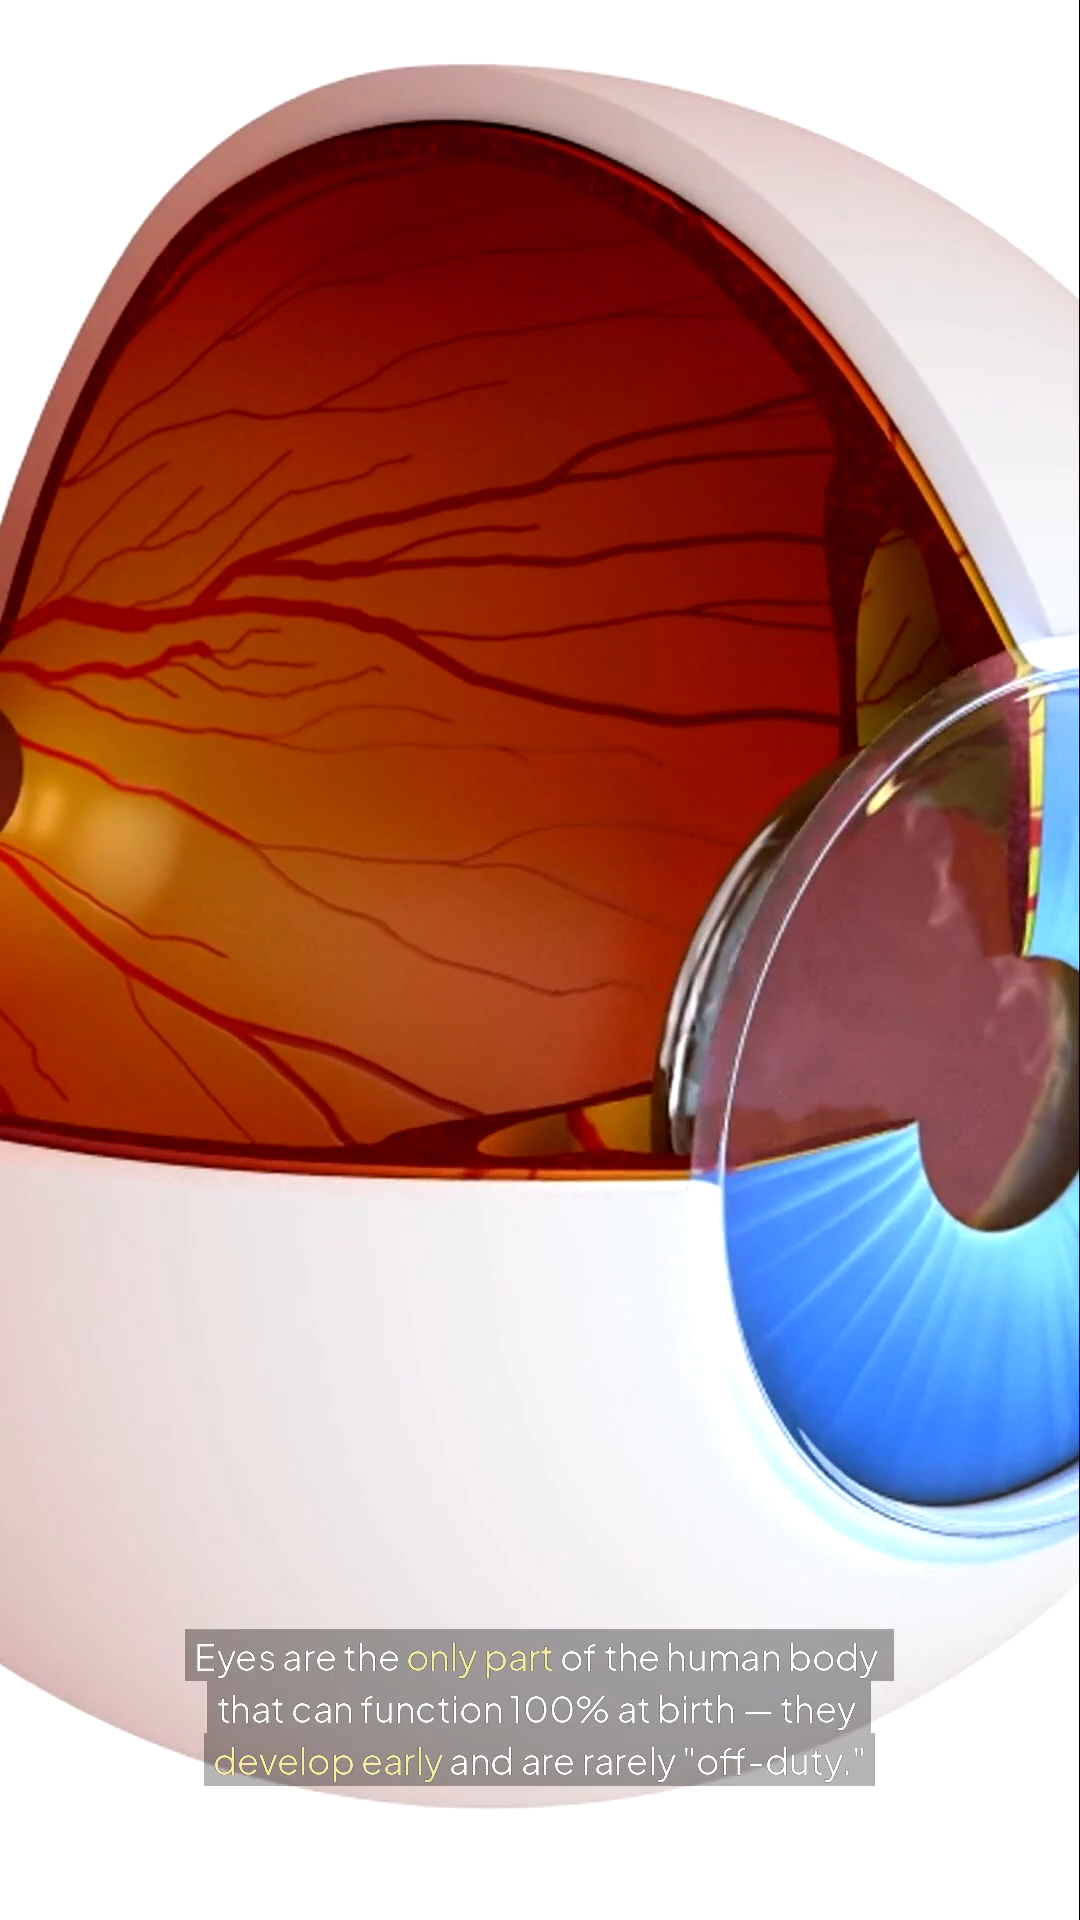 Eyes are the only part of the human body
that can function 100% at birth — they
develop early and are rarely "off-duty."